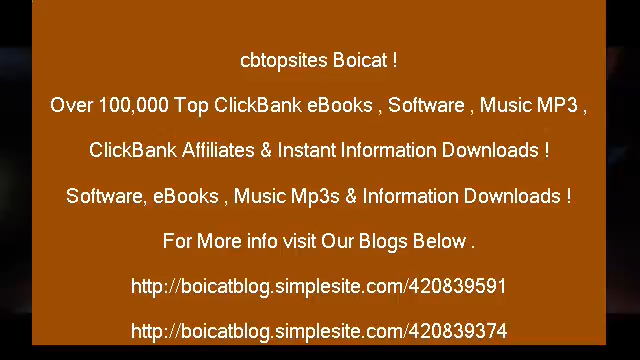 cbtopsites Boicat !
Over 100,000 Top ClickBank eBooks , Software , Music MP3 ,
ClickBank Affiliates & Instant Information Downloads !
Software, eBooks , Music Mp3s & Information Downloads !
For More info visit Our Blogs Below .
http://boicatblog.simplesite.com/420839591
http://boicatblog.simplesite.com/420839374